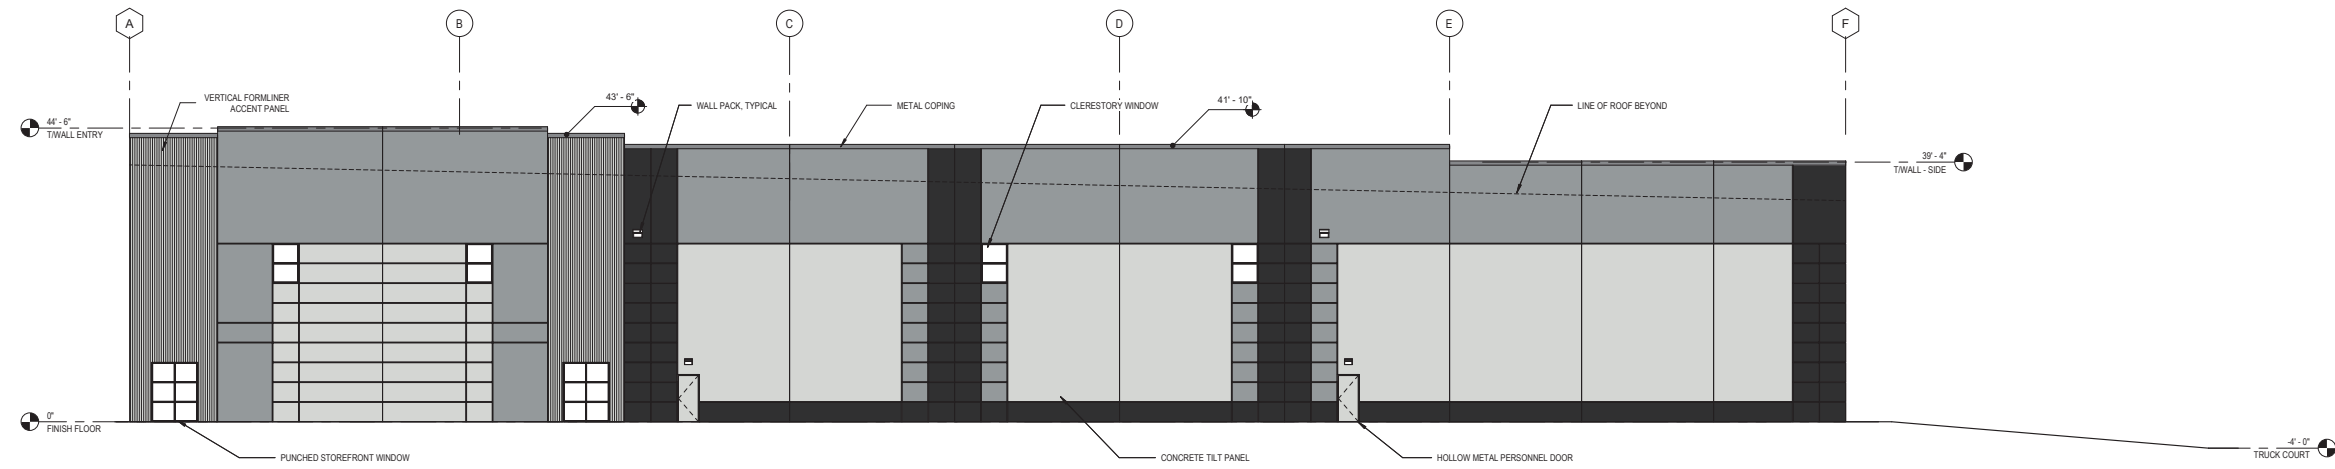 A
B
C
D
E
F
VERTICAL FORMLINER
ACCENT PANEL
43' - 6"
WALL PACK, TYPICAL
METAL COPING
CLERESTORY WINDOW
41' - 10"
LINE OF ROOF BEYOND
44' - 6"
T/WALL ENTRY
39' - 4"
T/WALL - SIDE
0"
FINISH FLOOR
PUNCHED STOREFRONT WINDOW
CONCRETE TILT PANEL
HOLLOW METAL PERSONNEL DOOR
-4' - 0"
TRUCK COURT